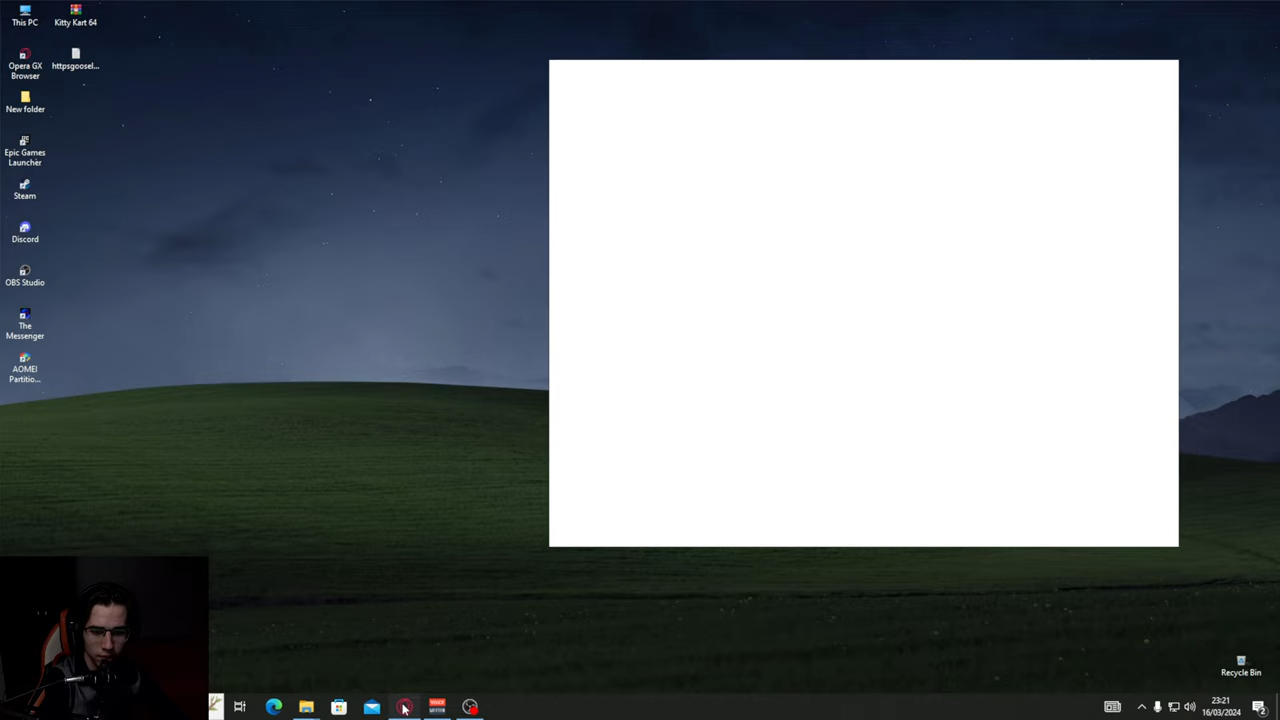 This PC
Kitty Kart 64
Opera GX
Browser
httpsgoosel...
New folder
Epic Games
Launcher
Steam
Discord
OBS Studio
The
Messenger
AOMEI
Partitio...
Recycle Bin
23:21
16/03/2024
2